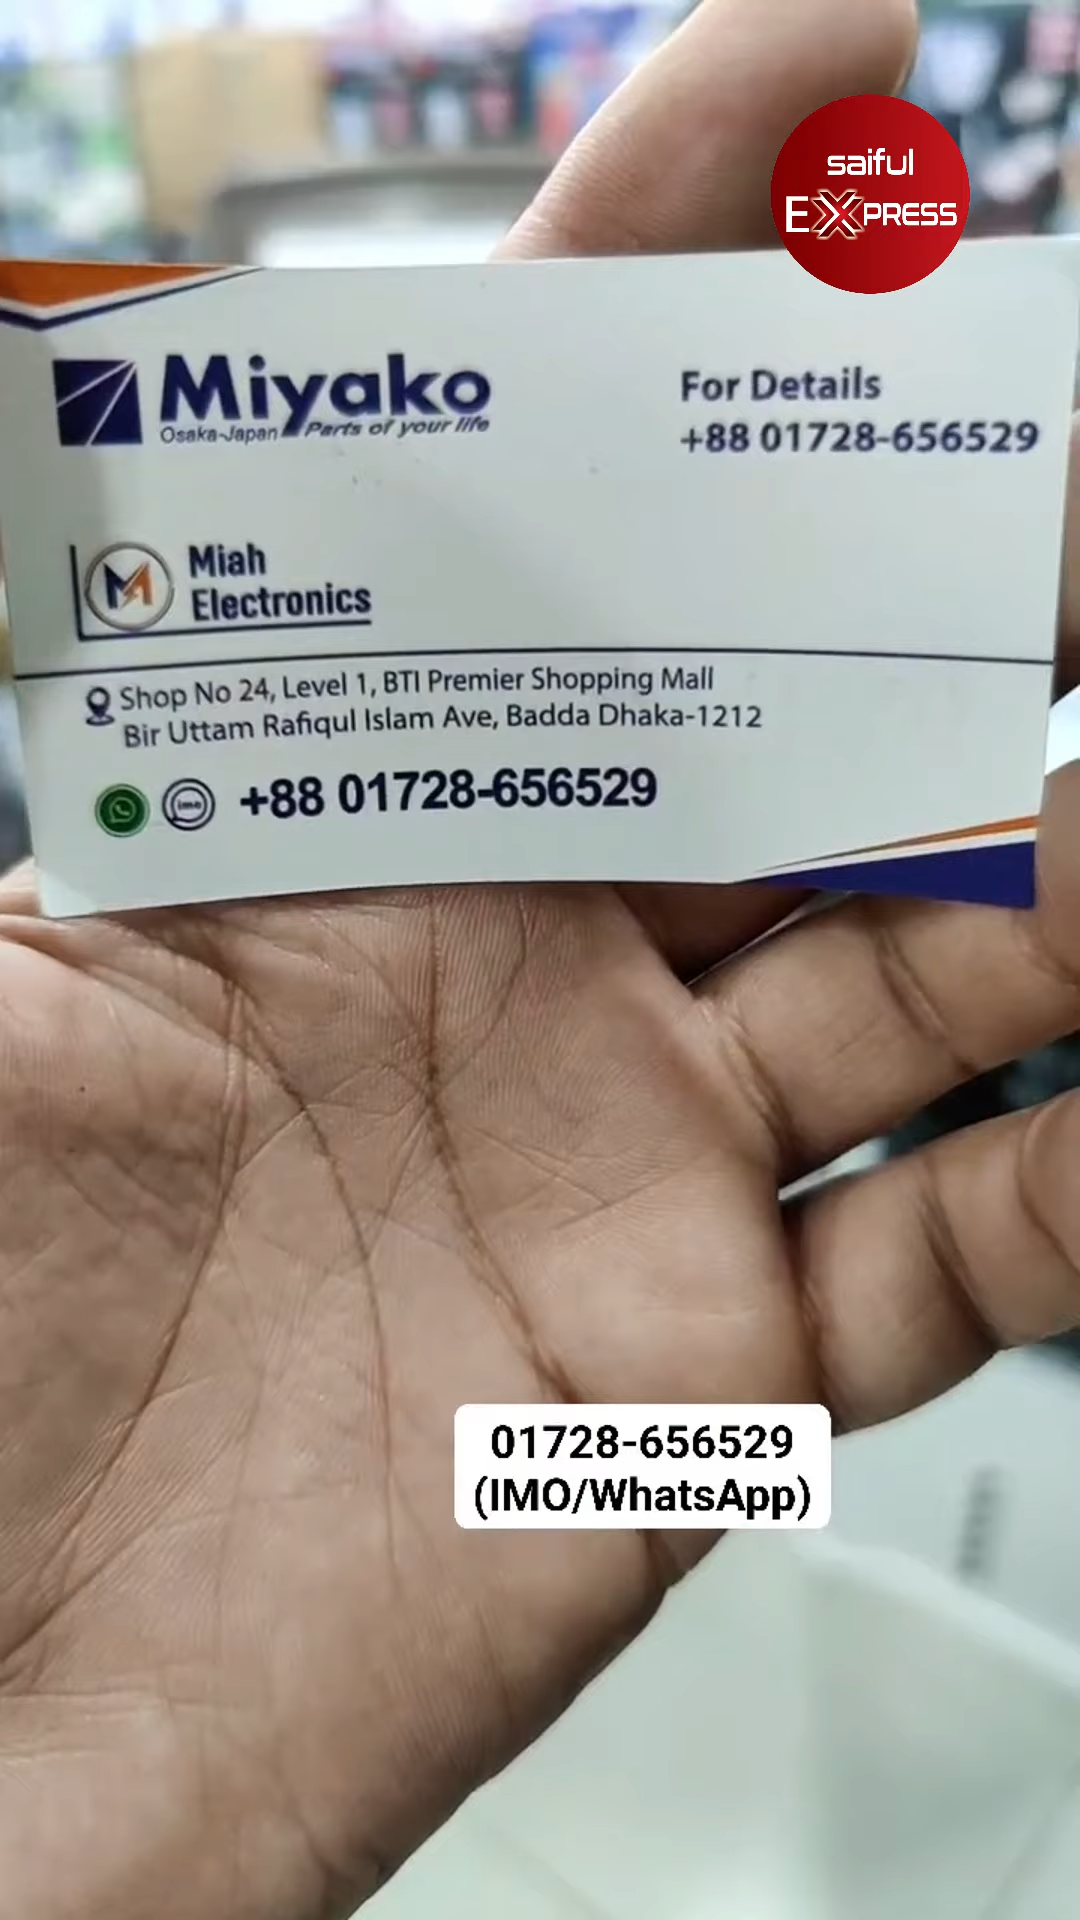 saiful
EXPRESS
Miyako
Osaka-Japan Parts of your life
For Details
+88 01728-656529
M
Miah
Electronics
Shop No 24, Level 1, BTI Premier Shopping Mall
Bir Uttam Rafiqul Islam Ave, Badda Dhaka-1212
imo
+88 01728-656529
01728-656529
(IMO/WhatsApp)